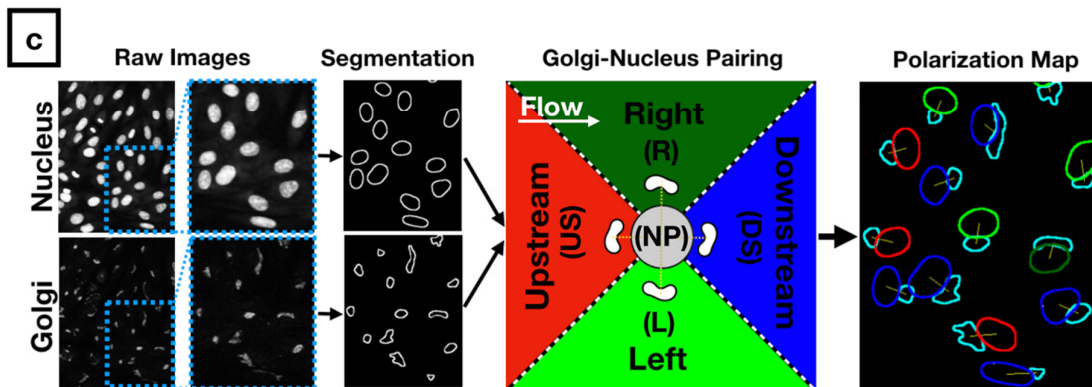 c
Raw Images
Segmentation
Golgi-Nucleus Pairing
Polarization Map
Nucleus
Golgi
Flow
Right
(R)
Upstream
(US)
(NP)
Downstream
(DS)
(L)
Left